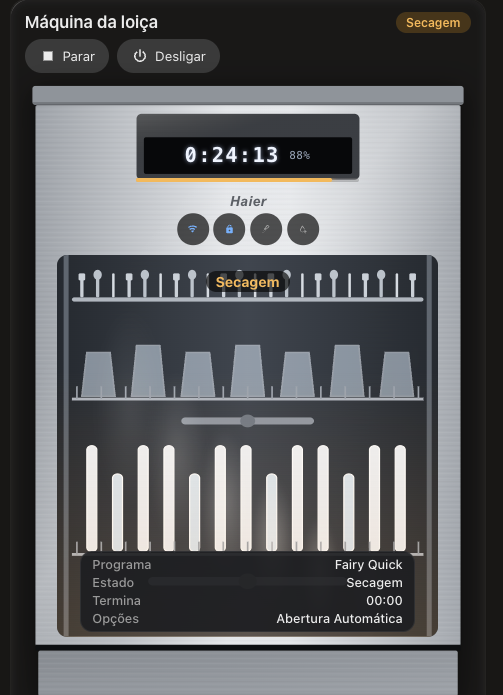 Máquina da loiça
Secagem
Parar
Desligar
0:24:13 88%
Haier
Secagem
Programa Fairy Quick
Estado Secagem
Termina 00:00
Opções Abertura Automática